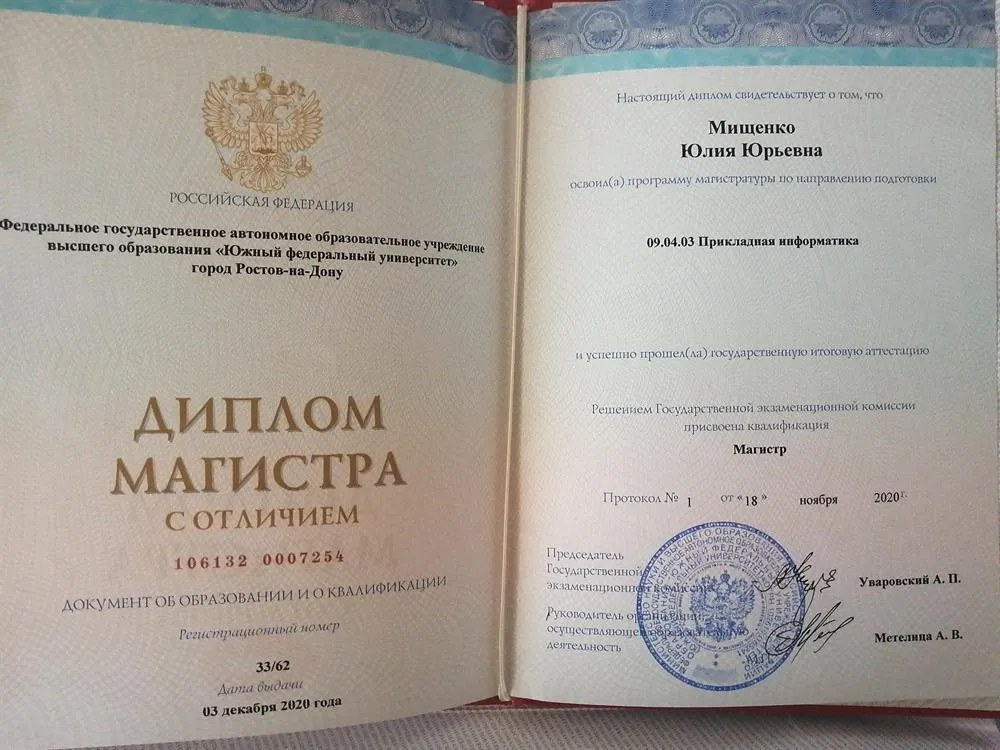 РОССИЙСКАЯ ФЕДЕРАЦИЯ
Федеральное государственное автономное образовательное учреждение
высшего образования «Южный федеральный университет»
город Ростов-на-Дону
ДИПЛОМ
МАГИСТРА
С ОТЛИЧИЕМ
106132 0007254
ДОКУМЕНТ ОБ ОБРАЗОВАНИИ И О КВАЛИФИКАЦИИ
Регистрационный номер
33/62
Дата выдачи
03 декабря 2020 года
Настоящий диплом свидетельствует о том, что
Мищенко
Юлия Юрьевна
освоил(а) программу магистратуры по направлению подготовки
09.04.03 Прикладная информатика
и успешно прошел(ла) государственную итоговую аттестацию
Решением Государственной экзаменационной комиссии
присвоена квалификация
Магистр
Протокол № 1 от «18» ноября 2020 г.
Председатель
Государственной
экзаменационной комиссии
Уваровский А. П.
Руководитель организации,
осуществляющей образовательную
деятельность
Метелица А. В.